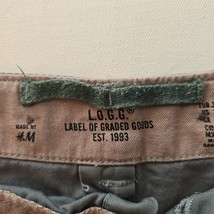 L.O.G.G.®
LABEL OF GRADED GOODS
EST. 1993
MADE BY
H&M